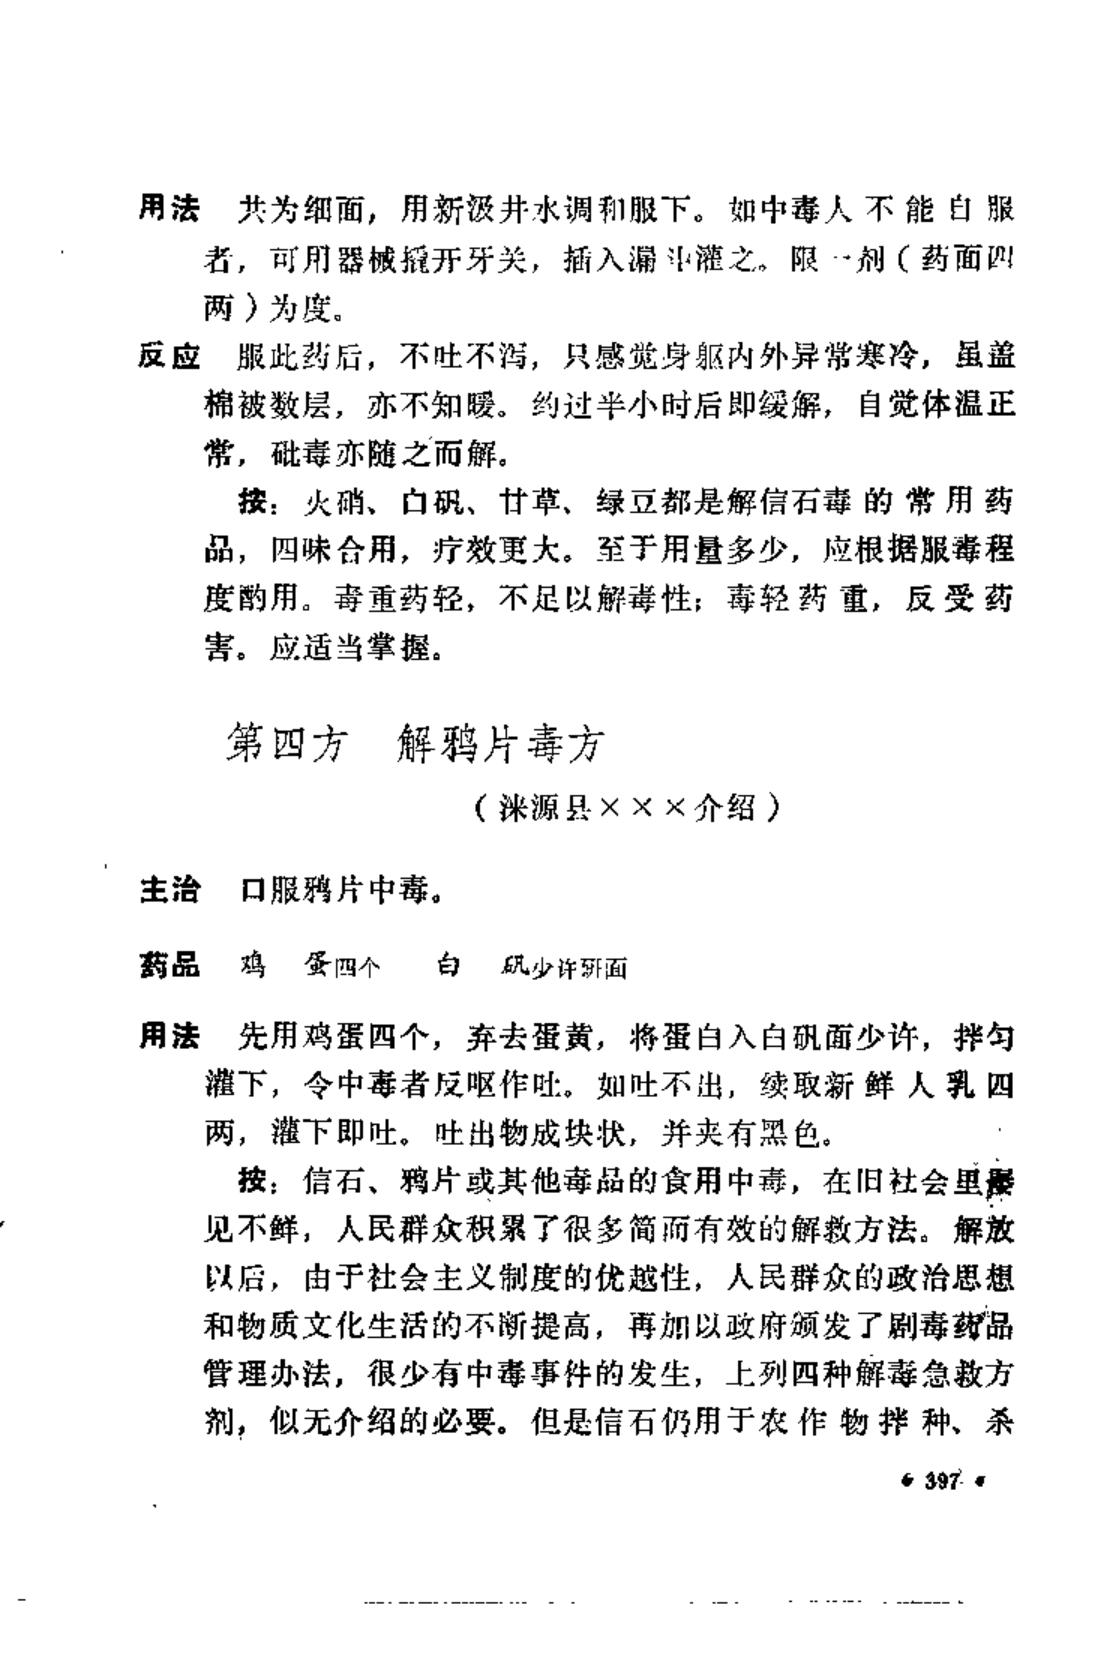 用法　共为细面，用新汲井水调和服下。如中毒人不能自服
者，可用器械撬开牙关，插入漏斗灌之。限一剂（药面四
两）为度。
反应　服此药后，不吐不泻，只感觉身躯内外异常寒冷，虽盖
棉被数层，亦不知暖。约过半小时后即缓解，自觉体温正
常，砒毒亦随之而解。
按：火硝、白矾、甘草、绿豆都是解信石毒的常用药
品，四味合用，疗效更大。至于用量多少，应根据服毒程
度酌用。毒重药轻，不足以解毒性；毒轻药重，反受药
害。应适当掌握。
第四方　解鸦片毒方
（涞源县×××介绍）
主治　口服鸦片中毒。
药品　鸡　蛋四个　白　矾少许研面
用法　先用鸡蛋四个，弃去蛋黄，将蛋白入白矾面少许，拌匀
灌下，令中毒者反呕作吐。如吐不出，续取新鲜人乳四
两，灌下即吐。吐出物成块状，并夹有黑色。
按：信石、鸦片或其他毒品的食用中毒，在旧社会里屡
见不鲜，人民群众积累了很多简而有效的解救方法。解放
以后，由于社会主义制度的优越性，人民群众的政治思想
和物质文化生活的不断提高，再加以政府颁发了剧毒药品
管理办法，很少有中毒事件的发生，上列四种解毒急救方
剂，似无介绍的必要。但是信石仍用于农作物拌种、杀
• 397 •